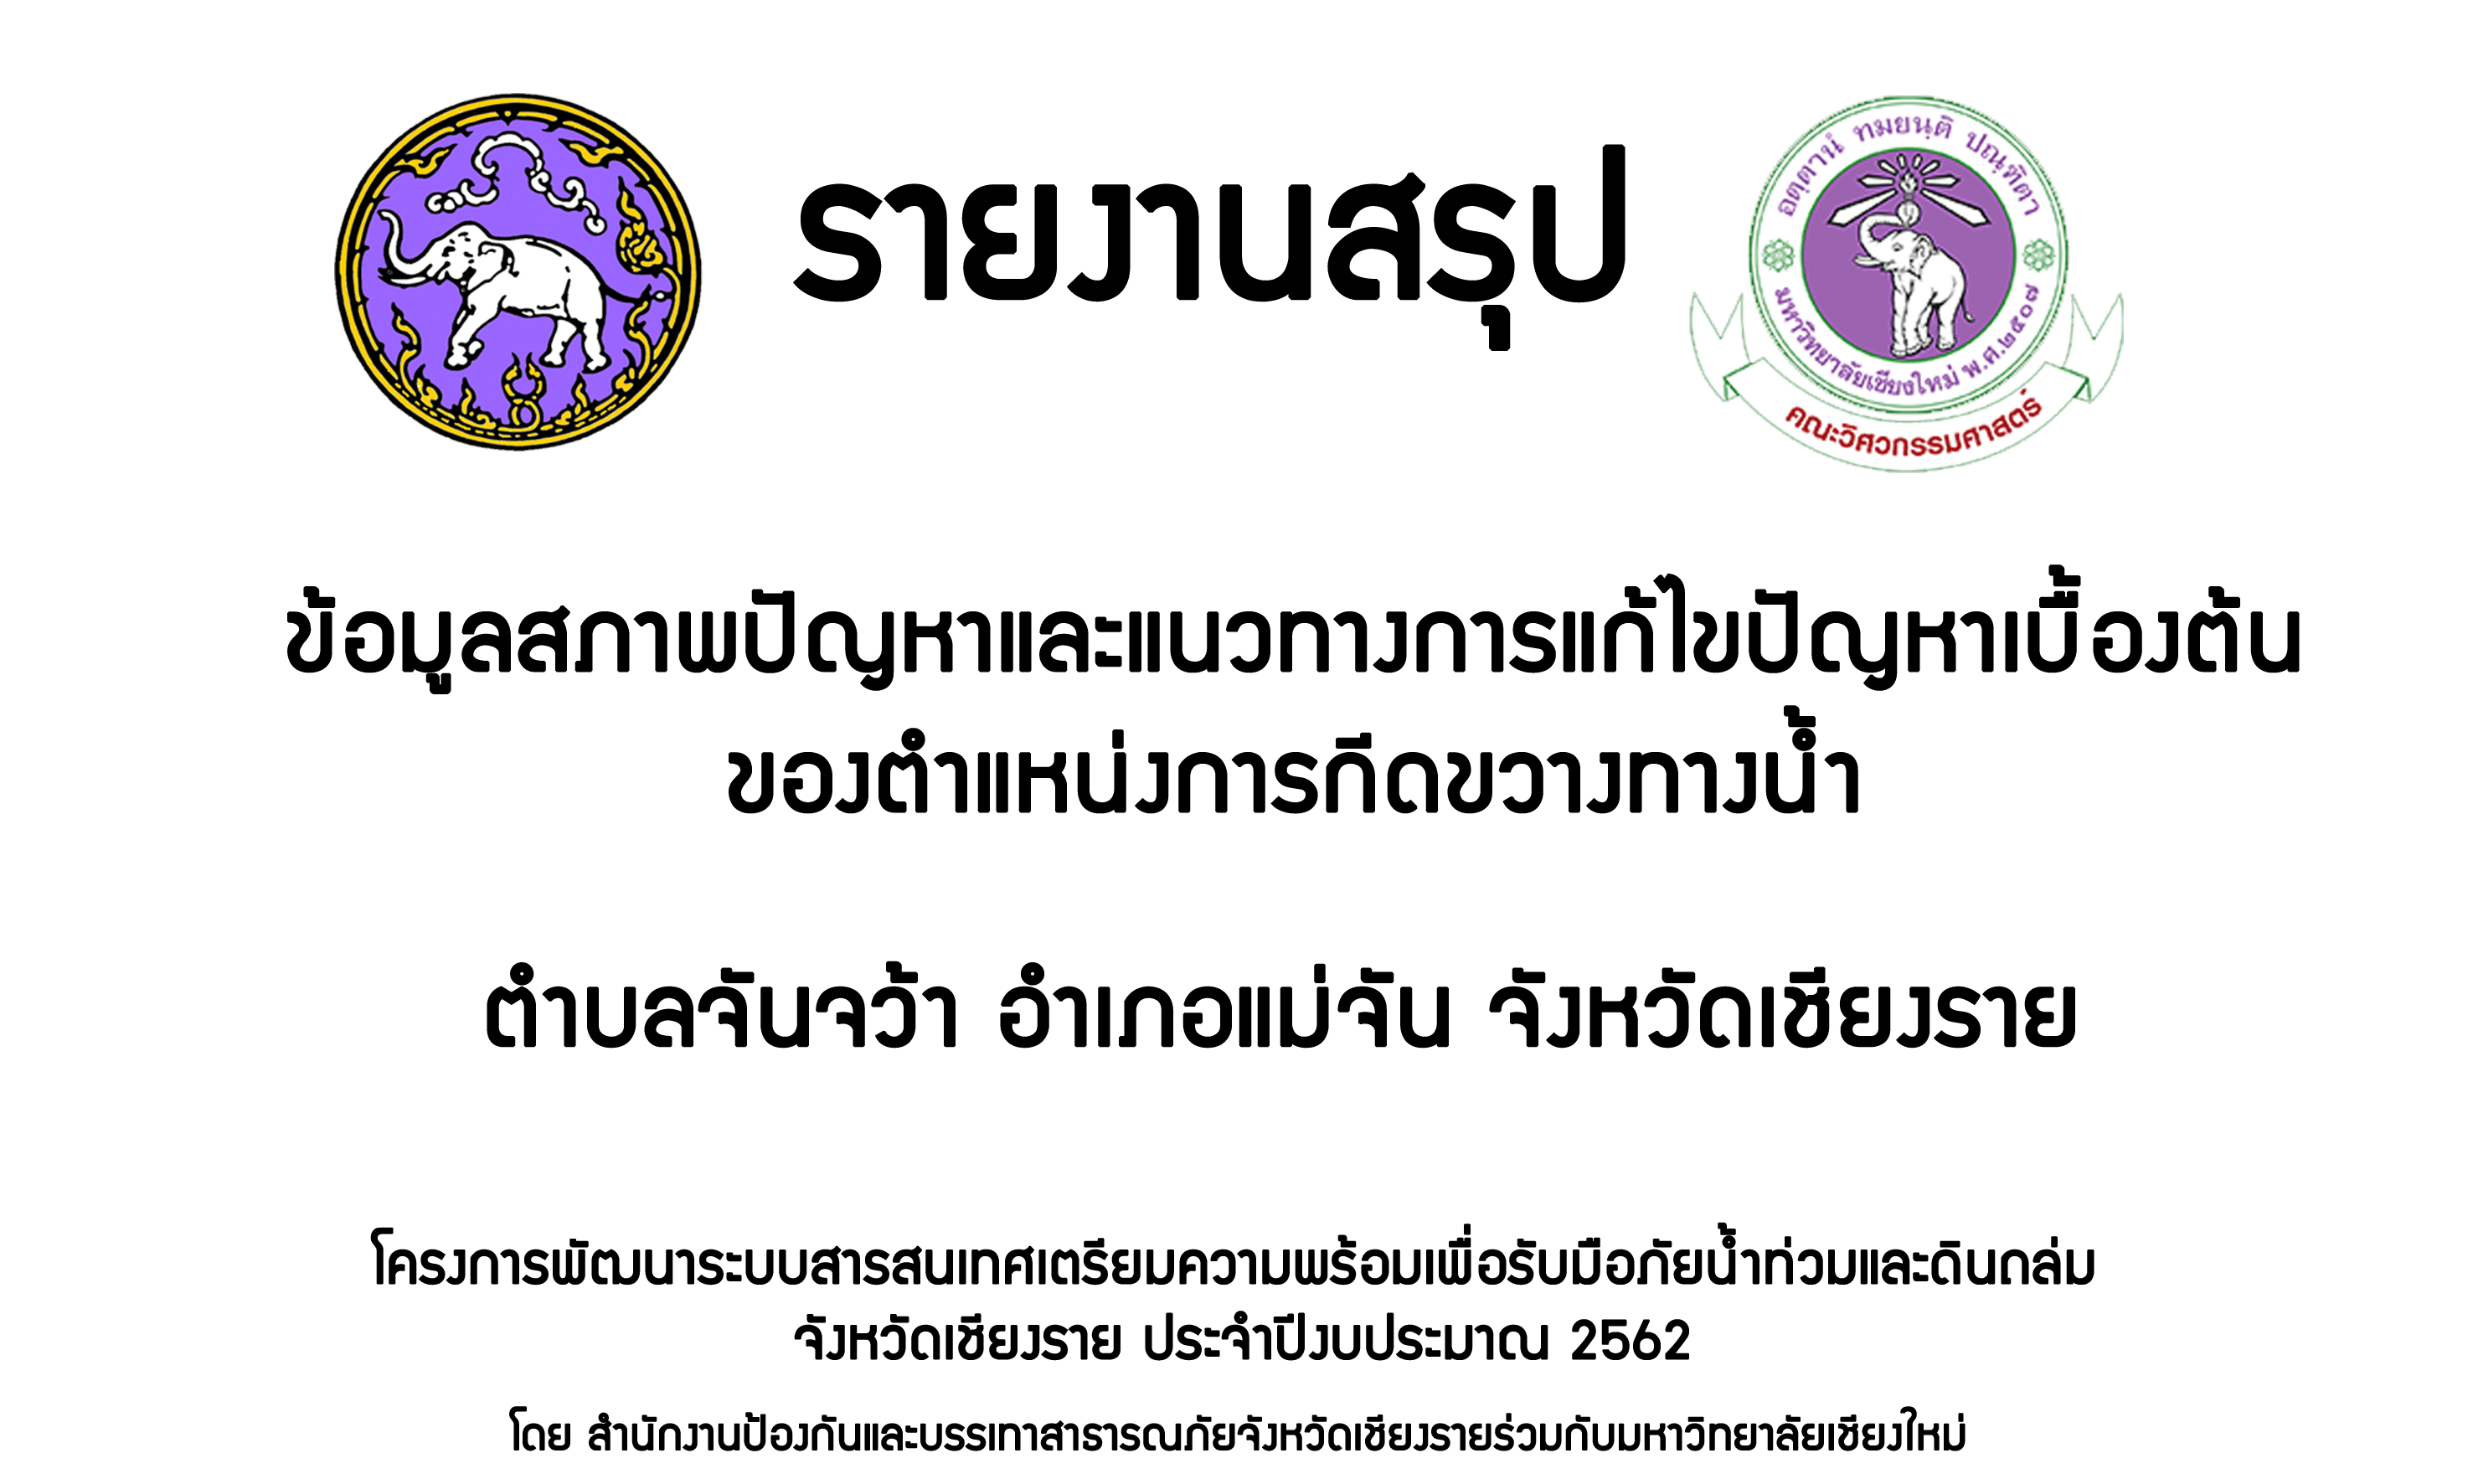 รายงานสรุป
อตฺตานํ ทมยนฺติ ปณฺฑิตา
มหาวิทยาลัยเชียงใหม่ พ.ศ.๒๕๐๗
คณะวิศวกรรมศาสตร์
ข้อมูลสภาพปัญหาและแนวทางการแก้ไขปัญหาเบื้องต้น
ของตำแหน่งการกีดขวางทางน้ำ
ตำบลจันจว้า อำเภอแม่จัน จังหวัดเชียงราย
โครงการพัฒนาระบบสารสนเทศเตรียมความพร้อมเพื่อรับมือภัยน้ำท่วมและดินถล่ม
จังหวัดเชียงราย ประจำปีงบประมาณ 2562
โดย สำนักงานป้องกันและบรรเทาสาธารณภัยจังหวัดเชียงรายร่วมกับมหาวิทยาลัยเชียงใหม่